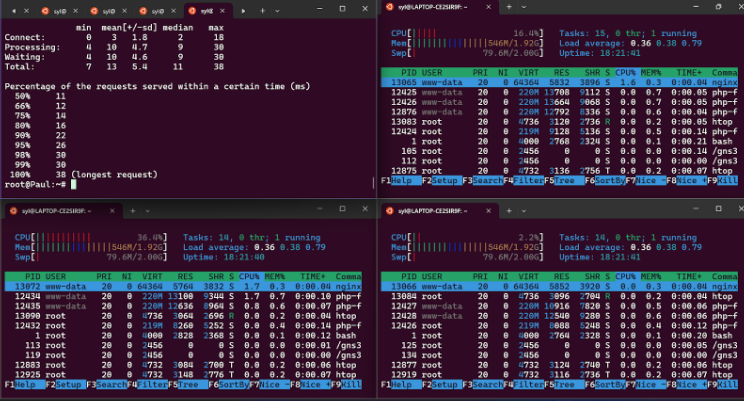 syl@ syl@ syl@ syl@
min mean[+/-sd] median max
Connect: 0 3 1.8 2 18
Processing: 4 10 4.7 9 30
Waiting: 4 10 4.6 9 30
Total: 7 13 5.4 11 38
Percentage of the requests served within a certain time (ms)
50% 11
66% 12
75% 14
80% 16
90% 22
95% 26
98% 30
99% 30
100% 38 (longest request)
root@Paul:~#
syl@LAPTOP-CE2SIR9F: ~
CPU[|||| 16.4%] Tasks: 15, 0 thr; 1 running
Mem[||||||||||||||||||546M/1.92G] Load average: 0.36 0.38 0.79
Swp[| 79.6M/2.00G] Uptime: 18:21:40
PID USER PRI NI VIRT RES SHR S CPU% MEM% TIME+ Comma
13065 www-data 20 0 64364 5832 3896 S 1.6 0.3 0:00.04 nginx
12425 www-data 20 0 220M 13708 9112 S 0.5 0.7 0:00.05 php-f
12426 www-data 20 0 220M 13664 9068 S 0.5 0.7 0:00.06 php-f
12876 www-data 20 0 220M 12792 8336 S 0.5 0.6 0:00.04 php-f
13083 root 20 0 4736 3120 2736 R 0.0 0.2 0:00.05 htop
12424 root 20 0 219M 9128 5136 S 0.0 0.5 0:00.14 php-f
1 root 20 0 4000 2768 2324 S 0.0 0.1 0:00.21 bash
105 root 20 0 2456 0 0 S 0.0 0.0 0:00.14 /gns3
112 root 20 0 2456 0 0 S 0.0 0.0 0:00.00 /gns3
12875 root 20 0 4732 3136 2756 T 0.0 0.2 0:00.07 htop
F1Help F2Setup F3SearchF4FilterF5Tree F6SortByF7Nice -F8Nice +F9Kill
syl@LAPTOP-CE2SIR9F: ~
CPU[|||||||||||| 36.4%] Tasks: 14, 0 thr; 1 running
Mem[||||||||||||||||||546M/1.92G] Load average: 0.36 0.38 0.79
Swp[| 79.6M/2.00G] Uptime: 18:21:40
PID USER PRI NI VIRT RES SHR S CPU% MEM% TIME+ Comma
13072 www-data 20 0 64364 5764 3832 S 1.7 0.3 0:00.04 nginx
12434 www-data 20 0 220M 13100 9344 S 1.7 0.7 0:00.10 php-f
12435 www-data 20 0 220M 12636 8964 S 0.8 0.6 0:00.07 php-f
13090 root 20 0 4736 3064 2696 R 0.0 0.2 0:00.04 htop
12432 root 20 0 219M 8260 5252 S 0.0 0.4 0:00.14 php-f
1 root 20 0 4000 2828 2368 S 0.0 0.1 0:00.12 bash
113 root 20 0 2456 0 0 S 0.0 0.0 0:00.05 /gns3
119 root 20 0 2456 0 0 S 0.0 0.0 0:00.00 /gns3
12883 root 20 0 4732 3084 2700 T 0.0 0.2 0:00.06 htop
12925 root 20 0 4732 3148 2776 T 0.0 0.2 0:00.07 htop
F1Help F2Setup F3SearchF4FilterF5Tree F6SortByF7Nice -F8Nice +F9Kill
syl@LAPTOP-CE2SIR9F: ~
CPU[|| 2.2%] Tasks: 14, 0 thr; 1 running
Mem[||||||||||||||||||546M/1.92G] Load average: 0.36 0.38 0.79
Swp[| 79.6M/2.00G] Uptime: 18:21:41
PID USER PRI NI VIRT RES SHR S CPU% MEM% TIME+ Comma
13066 www-data 20 0 64364 5852 3920 S 0.0 0.3 0:00.04 nginx
13084 root 20 0 4736 3096 2704 R 0.0 0.2 0:00.04 htop
12427 www-data 20 0 220M 10916 7820 S 0.0 0.5 0:00.06 php-f
12428 www-data 20 0 220M 12540 9280 S 0.0 0.6 0:00.06 php-f
12426 root 20 0 219M 8088 5248 S 0.0 0.4 0:00.12 php-f
1 root 20 0 4000 2764 2328 S 0.0 0.1 0:00.20 bash
125 root 20 0 2456 0 0 S 0.0 0.0 0:00.05 /gns3
134 root 20 0 2456 0 0 S 0.0 0.0 0:00.00 /gns3
12877 root 20 0 4732 3124 2740 T 0.0 0.2 0:00.06 htop
12919 root 20 0 4732 3116 2736 T 0.0 0.2 0:00.07 htop
F1Help F2Setup F3SearchF4FilterF5Tree F6SortByF7Nice -F8Nice +F9Kill